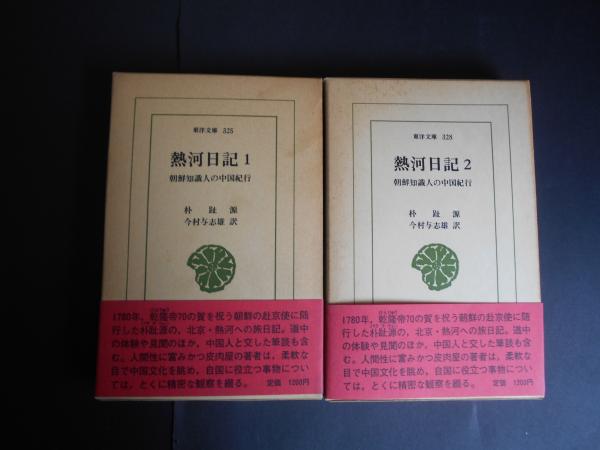 東洋文庫 325
熱河日記 1
朝鮮知識人の中国紀行
朴 趾 源
今村与志雄 訳
1780年，乾隆帝70の賀を祝う朝鮮の赴京使に随
行した朴趾源の，北京・熱河への旅日記。道中
の体験や見聞のほか，中国人と交した筆談も含
む。人間性に富みかつ皮肉屋の著者は，柔軟な
目で中国文化を眺め，自国に役立つ事物につい
ては，とくに精密な観察を綴る。 定価 1200円
東洋文庫 328
熱河日記 2
朝鮮知識人の中国紀行
朴 趾 源
今村与志雄 訳
1780年，乾隆帝70の賀を祝う朝鮮の赴京使に随
行した朴趾源の，北京・熱河への旅日記。道中
の体験や見聞のほか，中国人と交した筆談も含
む。人間性に富みかつ皮肉屋の著者は，柔軟な
目で中国文化を眺め，自国に役立つ事物につい
ては，とくに精密な観察を綴る。 定価 1200円